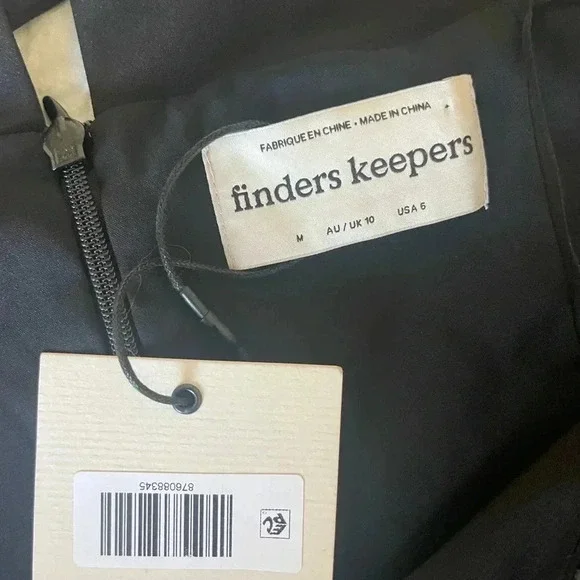 FABRIQUE EN CHINE • MADE IN CHINA
finders keepers
M AU / UK 10 USA 6
876088345